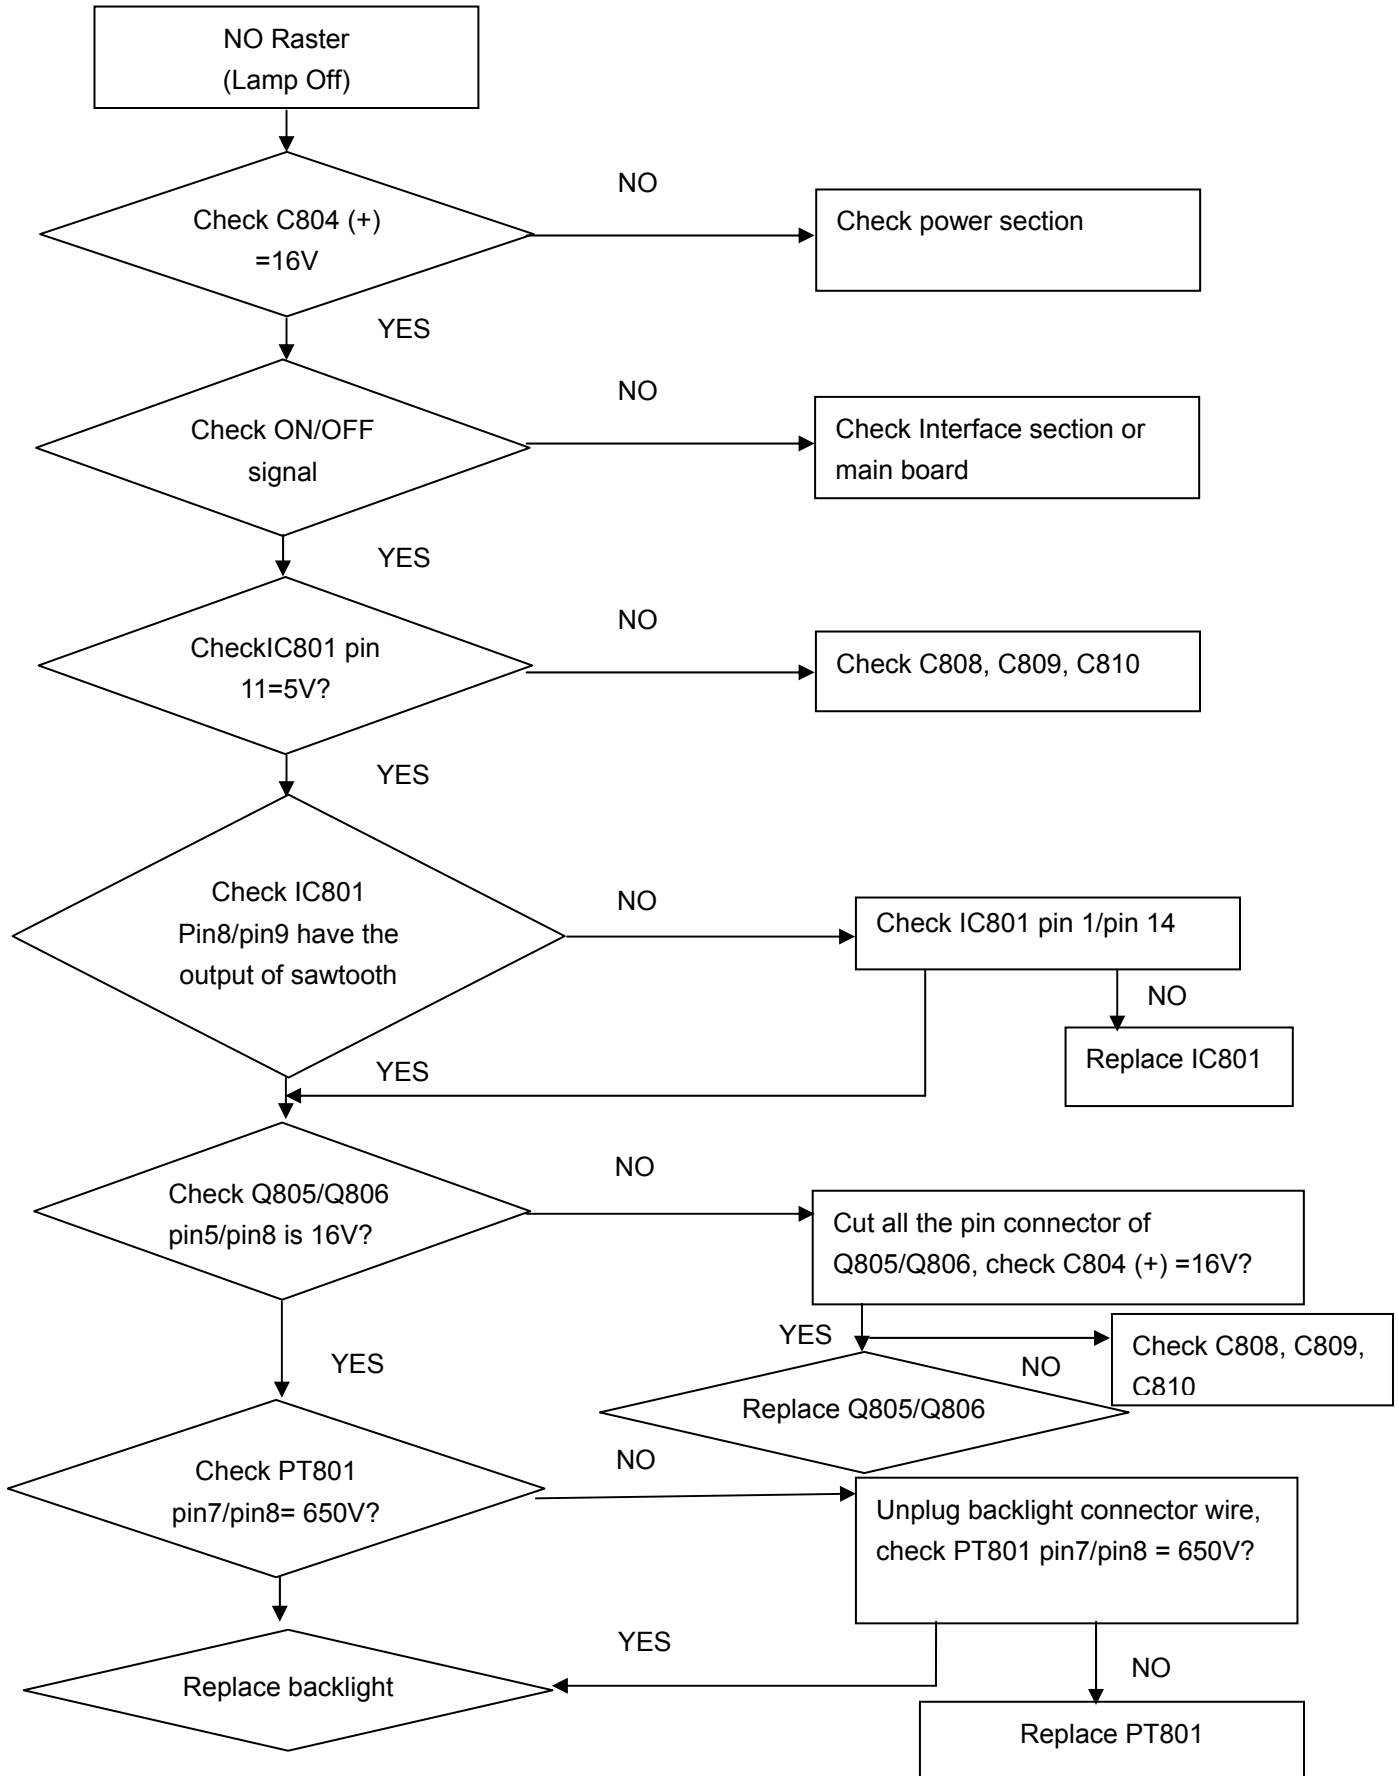 NO Raster
(Lamp Off)
NO
Check C804 (+)
=16V
Check power section
YES
NO
Check ON/OFF
signal
Check Interface section or
main board
YES
NO
CheckIC801 pin
11=5V?
Check C808, C809, C810
YES
Check IC801
Pin8/pin9 have the
output of sawtooth
NO
Check IC801 pin 1/pin 14
NO
Replace IC801
YES
NO
Check Q805/Q806
pin5/pin8 is 16V?
Cut all the pin connector of
Q805/Q806, check C804 (+) =16V?
YES
NO
Check C808, C809,
C810
YES
Replace Q805/Q806
NO
Check PT801
pin7/pin8= 650V?
Unplug backlight connector wire,
check PT801 pin7/pin8 = 650V?
YES
NO
Replace backlight
Replace PT801